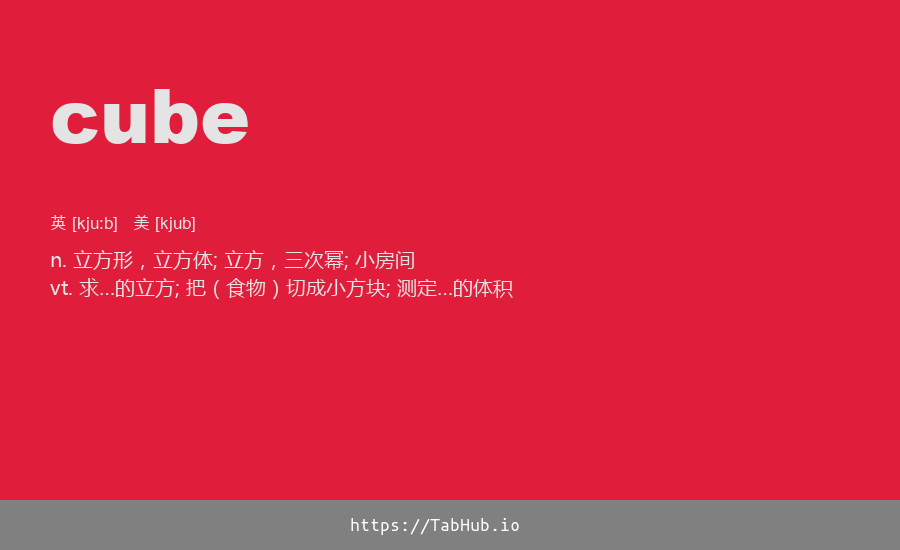 cube
英 [kju:b] 美 [kjub]
n. 立方形，立方体; 立方，三次幂; 小房间
vt. 求...的立方; 把（食物）切成小方块; 测定...的体积
https://TabHub.io